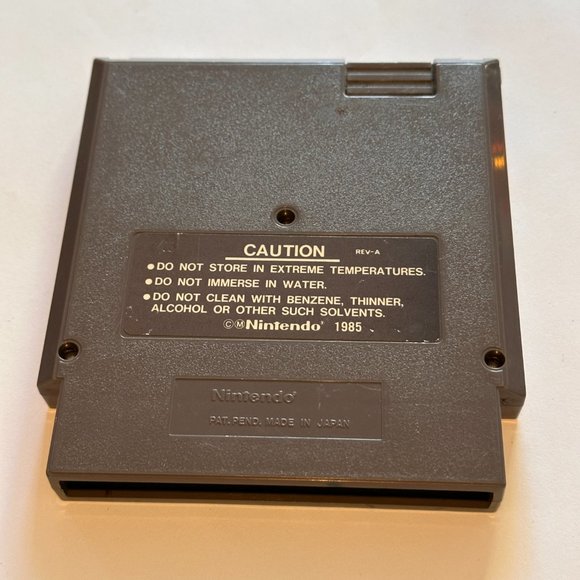 CAUTION REV-A
●DO NOT STORE IN EXTREME TEMPERATURES.
●DO NOT IMMERSE IN WATER.
●DO NOT CLEAN WITH BENZENE, THINNER,
ALCOHOL OR OTHER SUCH SOLVENTS.
©ⓂNintendo® 1985
Nintendo®
PAT. PEND. MADE IN JAPAN